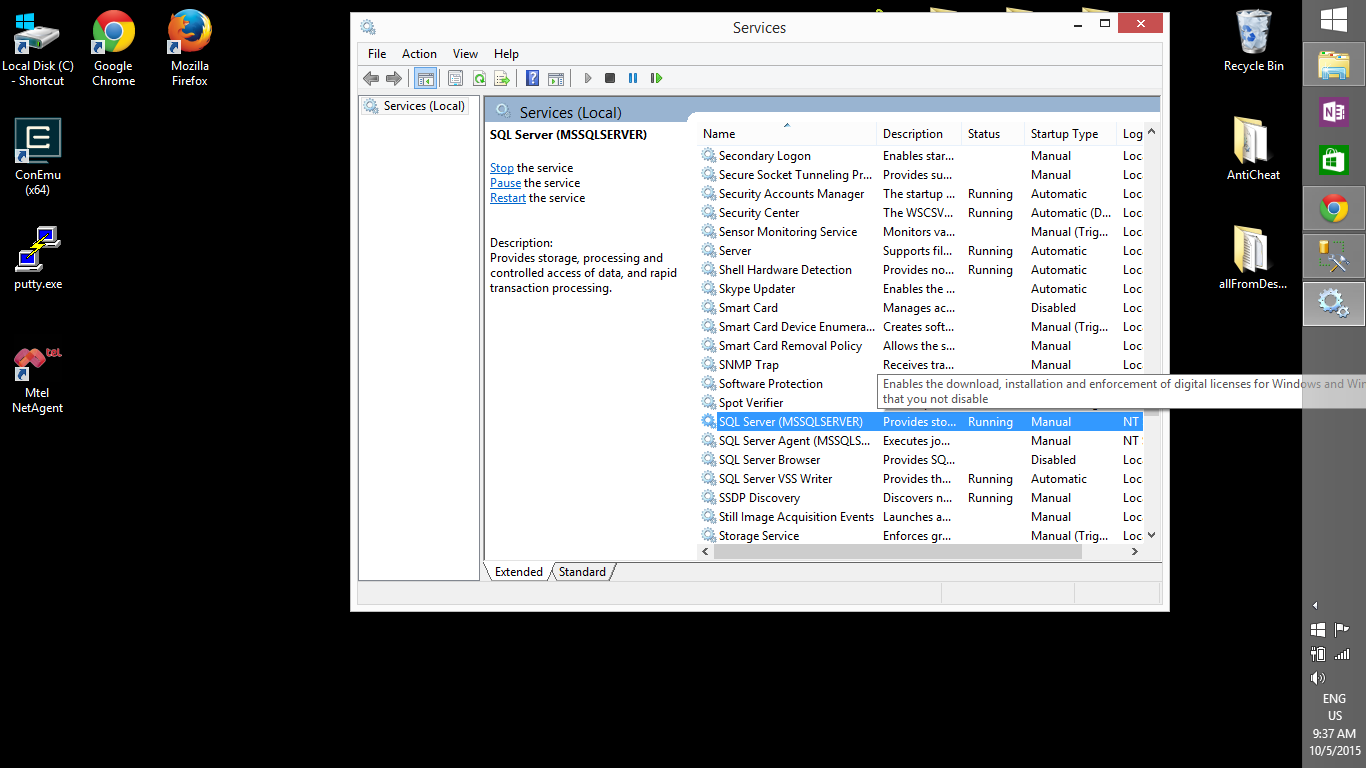 Local Disk (C)
- Shortcut
Google
Chrome
Mozilla
Firefox
ConEmu
(x64)
putty.exe
mtel
Mtel
NetAgent
Services
File Action View Help
Services (Local)
Services (Local)
SQL Server (MSSQLSERVER)
Stop the service
Pause the service
Restart the service
Description:
Provides storage, processing and
controlled access of data, and rapid
transaction processing.
Name Description Status Startup Type Log
Secondary Logon Enables star... Manual Loc
Secure Socket Tunneling Pr... Provides su... Manual Loc
Security Accounts Manager The startup ... Running Automatic Loc
Security Center The WSCSV... Running Automatic (D... Loc
Sensor Monitoring Service Monitors va... Manual (Trig... Loc
Server Supports fil... Running Automatic Loc
Shell Hardware Detection Provides no... Running Automatic Loc
Skype Updater Enables the ... Automatic Loc
Smart Card Manages ac... Disabled Loc
Smart Card Device Enumera... Creates soft... Manual (Trig... Loc
Smart Card Removal Policy Allows the s... Manual Loc
SNMP Trap Receives tra... Manual Loc
Software Protection
Enables the download, installation and enforcement of digital licenses for Windows and Win
that you not disable
Spot Verifier
SQL Server (MSSQLSERVER) Provides sto... Running Manual NT
SQL Server Agent (MSSQLS... Executes jo... Manual NT
SQL Server Browser Provides SQ... Disabled Loc
SQL Server VSS Writer Provides th... Running Automatic Loc
SSDP Discovery Discovers n... Running Manual Loc
Still Image Acquisition Events Launches a... Manual Loc
Storage Service Enforces gr... Manual (Trig... Loc
Extended Standard
Recycle Bin
AntiCheat
allFromDes...
ENG
US
9:37 AM
10/5/2015